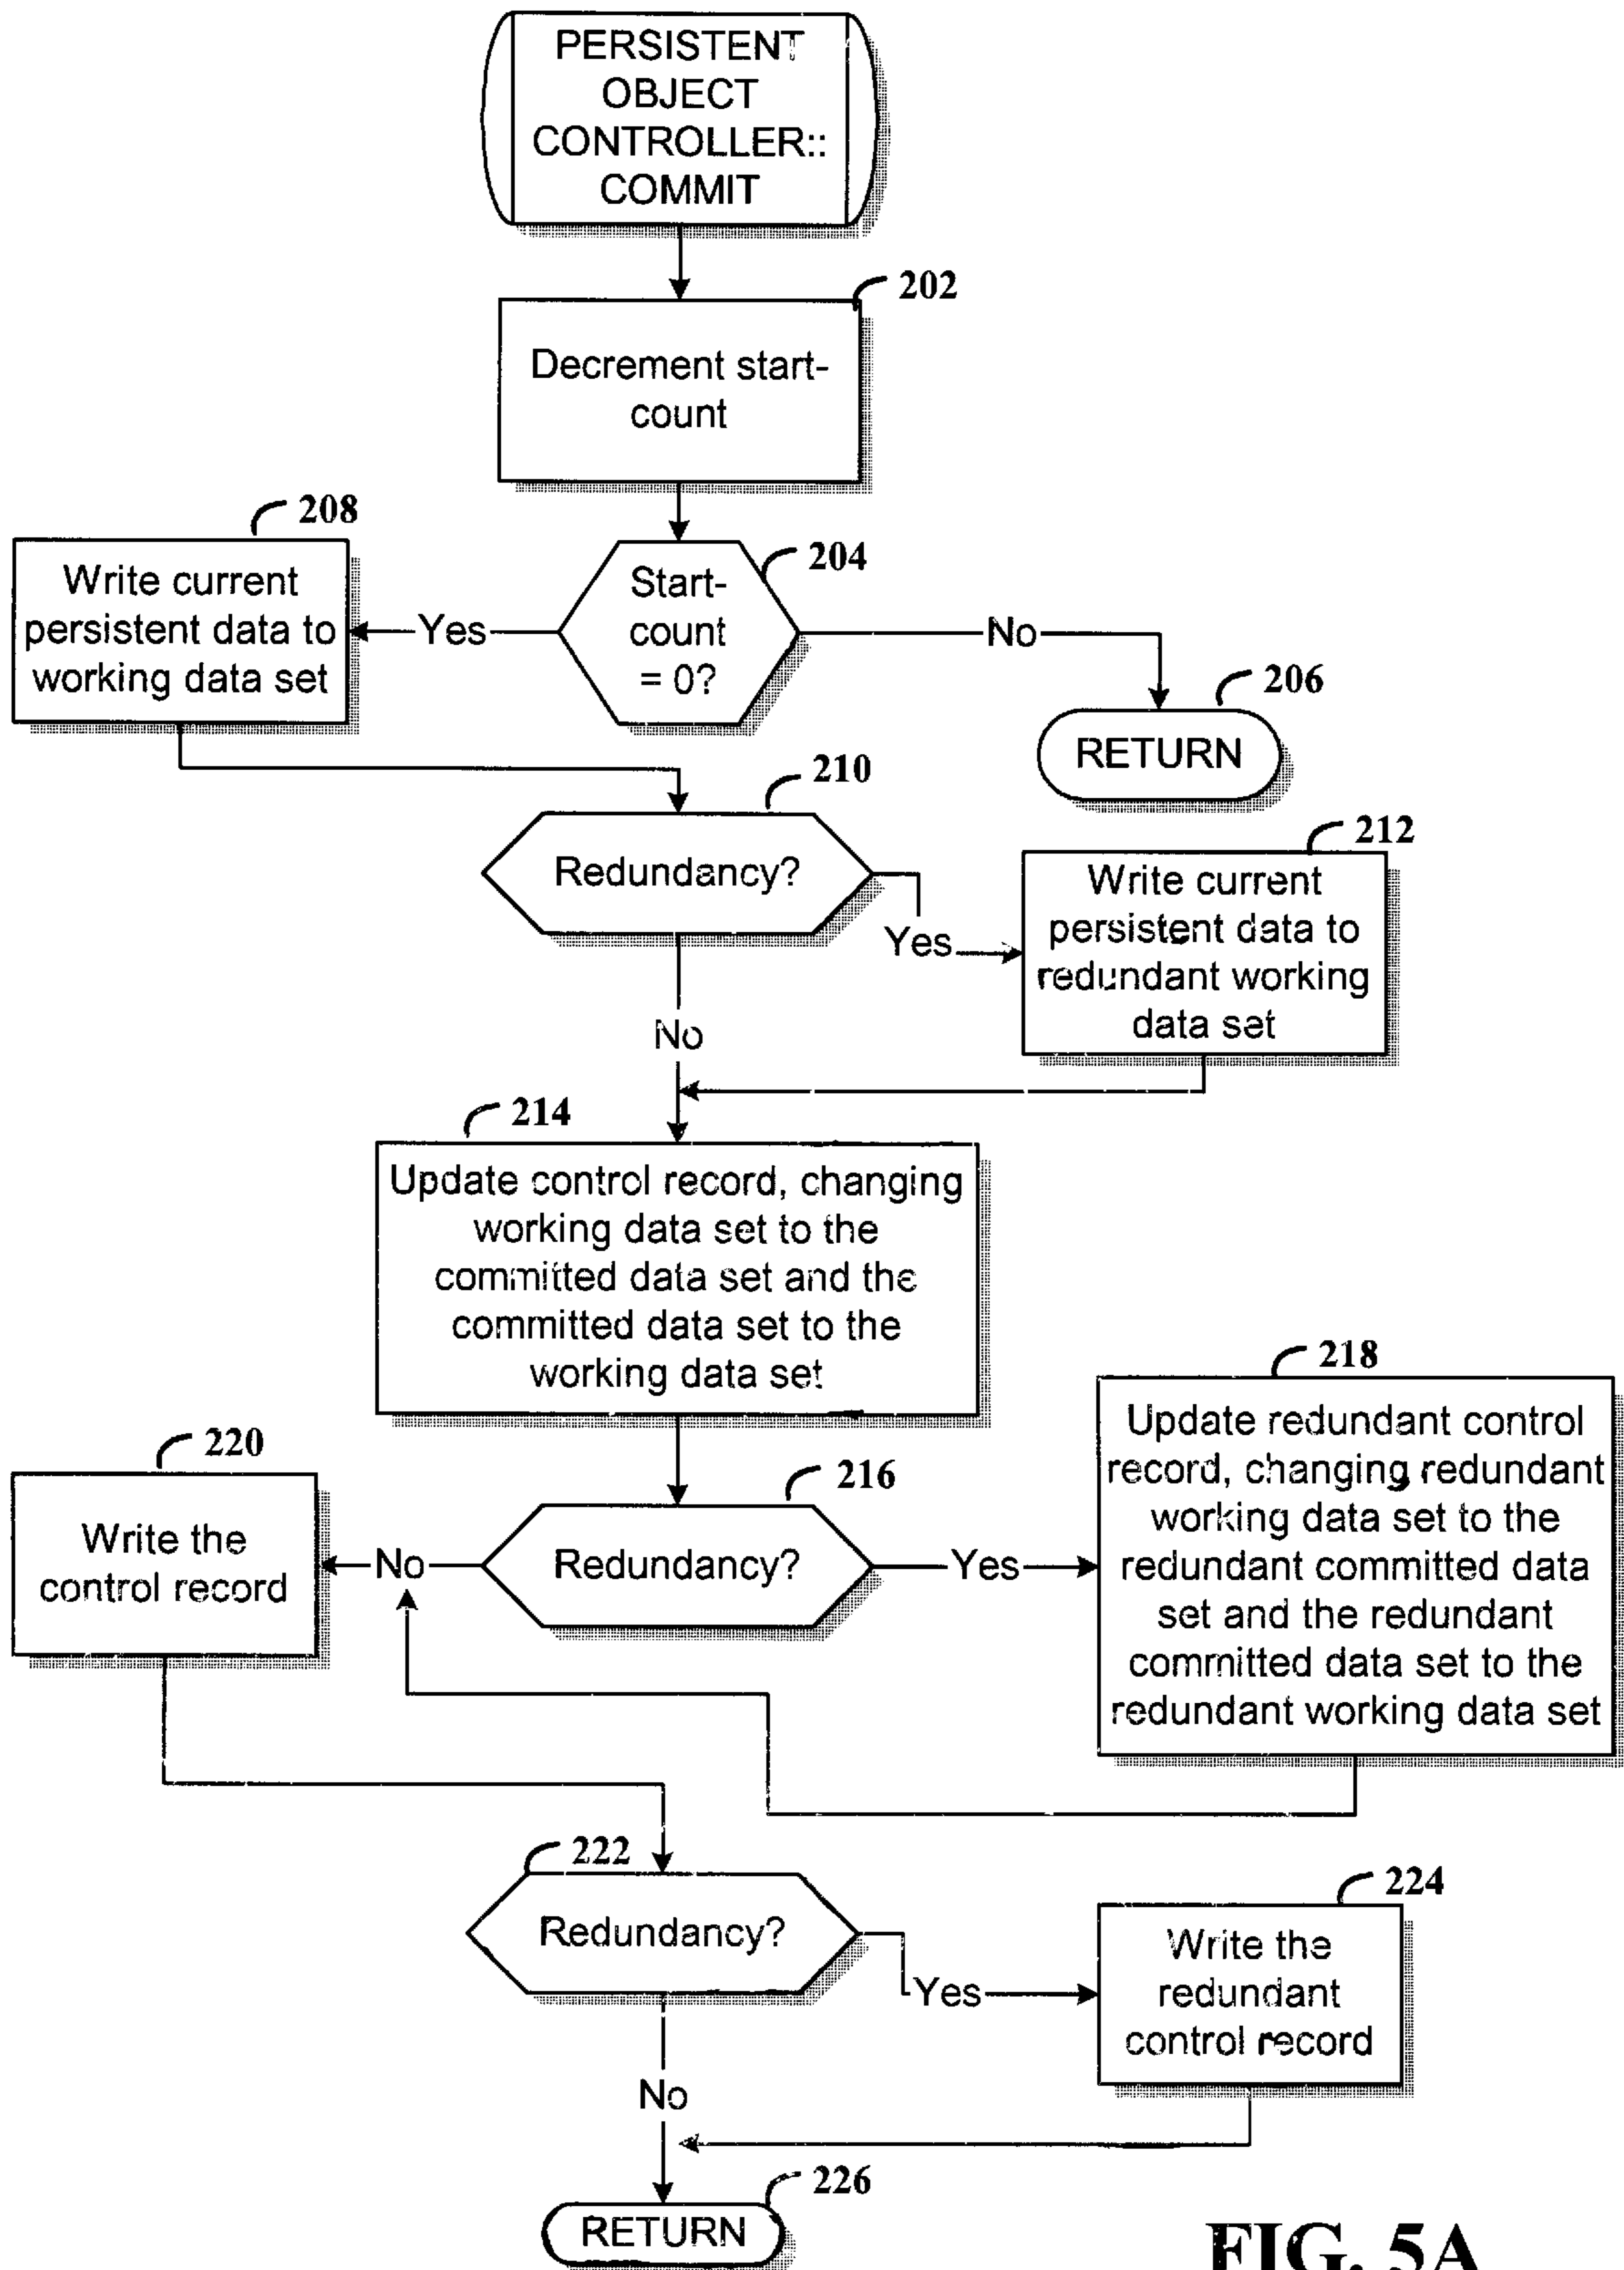 PERSISTENT
OBJECT
CONTROLLER::
COMMIT
202
Decrement start-
count
208
Write current
persistent data to
working data set
Yes
204
Start-
count
= 0?
No
206
RETURN
210
Redundancy?
Yes
212
Write current
persistent data to
redundant working
data set
No
214
Update control record, changing
working data set to the
committed data set and the
committed data set to the
working data set
216
Redundancy?
Yes
218
Update redundant control
record, changing redundant
working data set to the
redundant committed data
set and the redundant
committed data set to the
redundant working data set
No
220
Write the
control record
222
Redundancy?
Yes
224
Write the
redundant
control record
No
226
RETURN
FIG. 5A